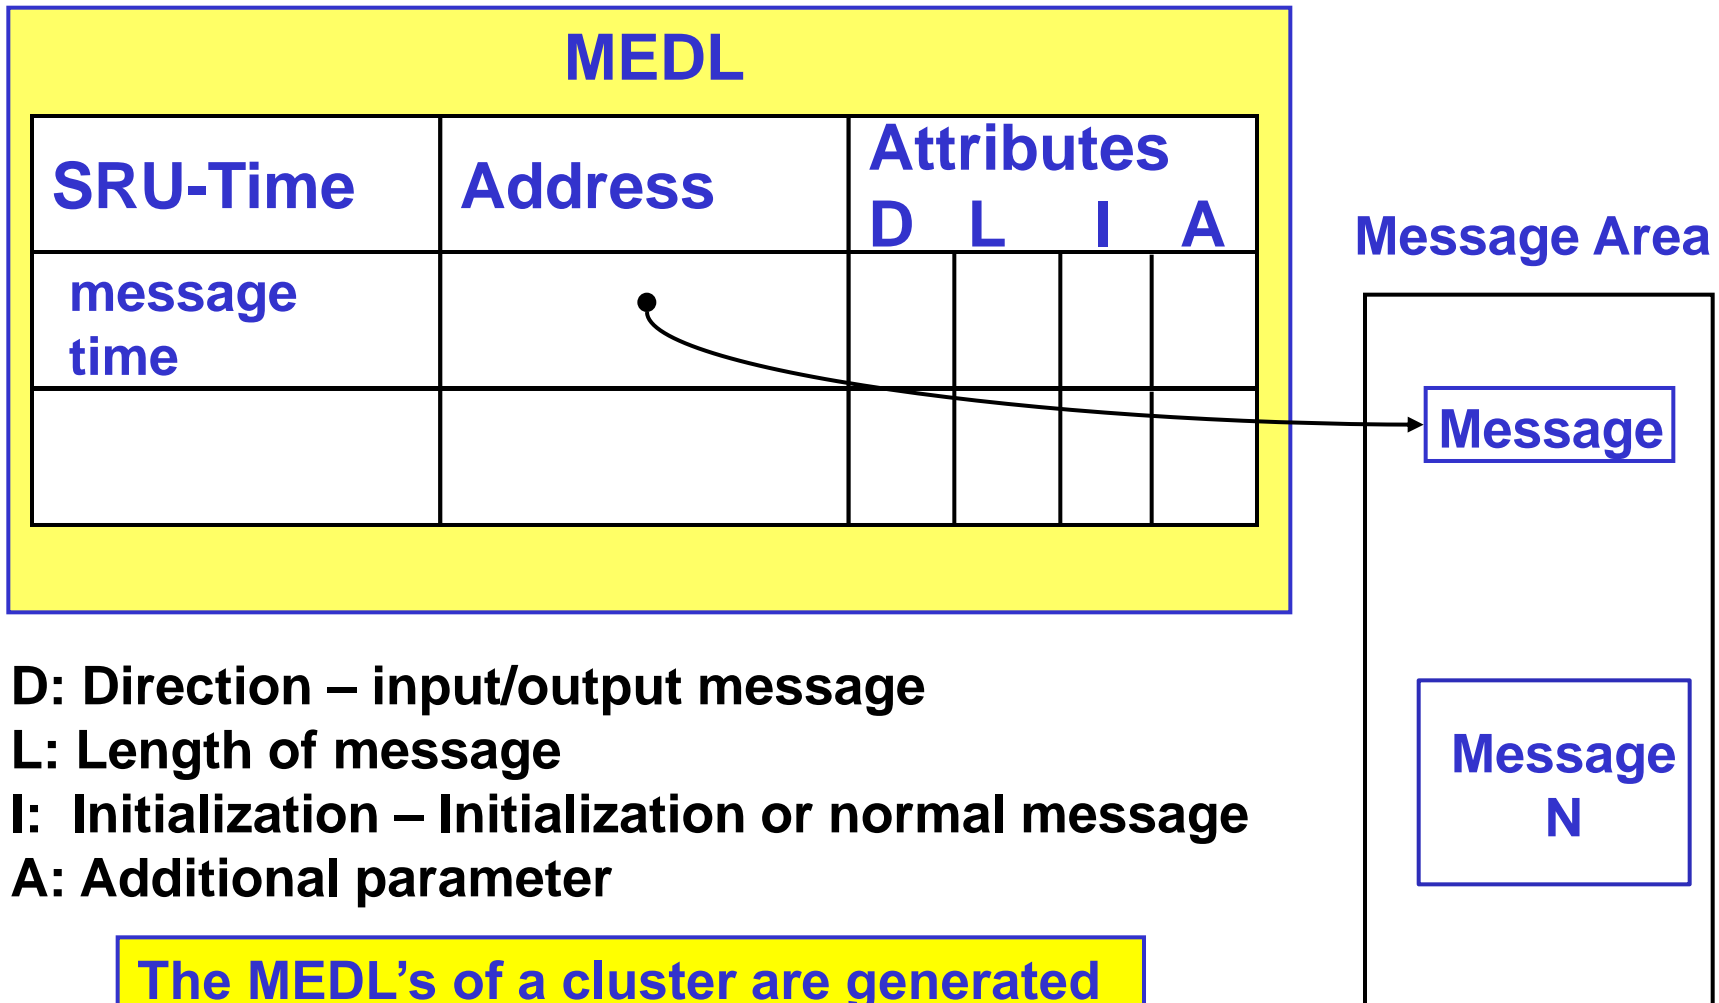 MEDL
SRU-Time
Address
Attributes
D L I A
message
time
Message Area
Message
Message
N
D: Direction – input/output message
L: Length of message
I: Initialization – Initialization or normal message
A: Additional parameter
The MEDL’s of a cluster are generated